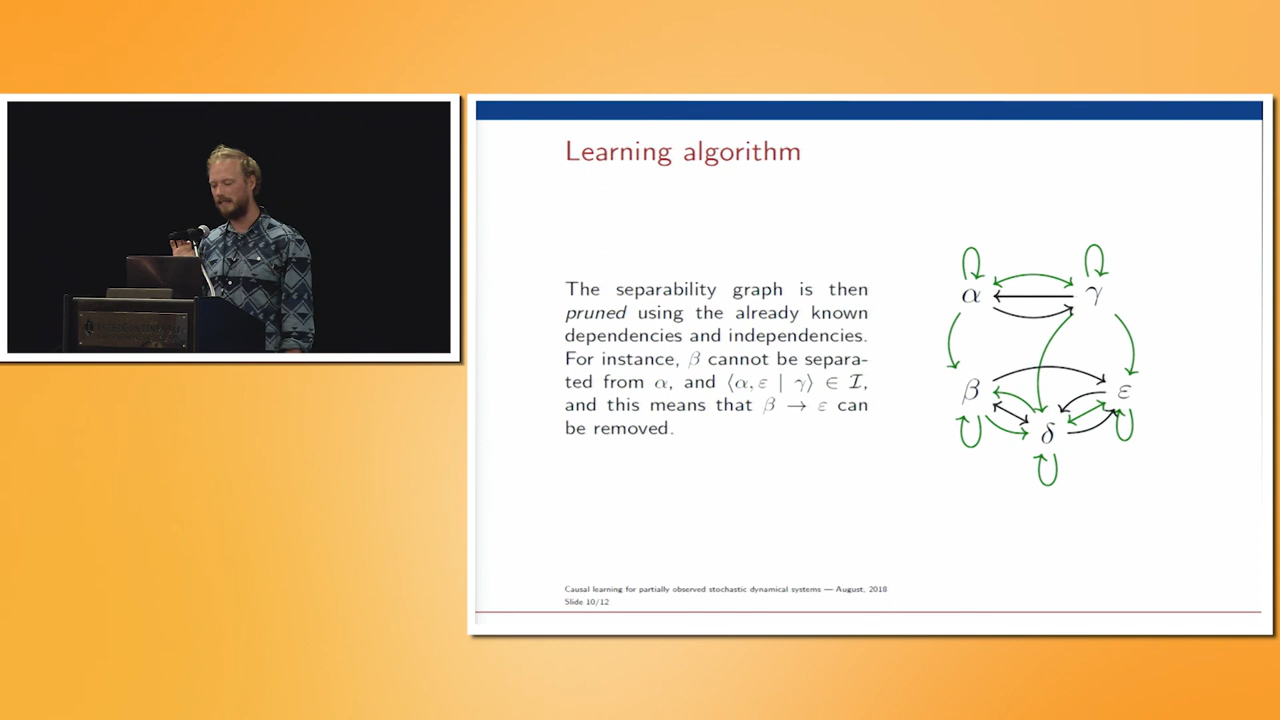 Learning algorithm
The separability graph is then
pruned using the already known
dependencies and independencies.
For instance, β cannot be separa-
ted from α, and ⟨α, ε | γ⟩ ∈ I,
and this means that β → ε can
be removed.
α γ
β ε
δ
Causal learning for partially observed stochastic dynamical systems — August, 2018
Slide 10/12